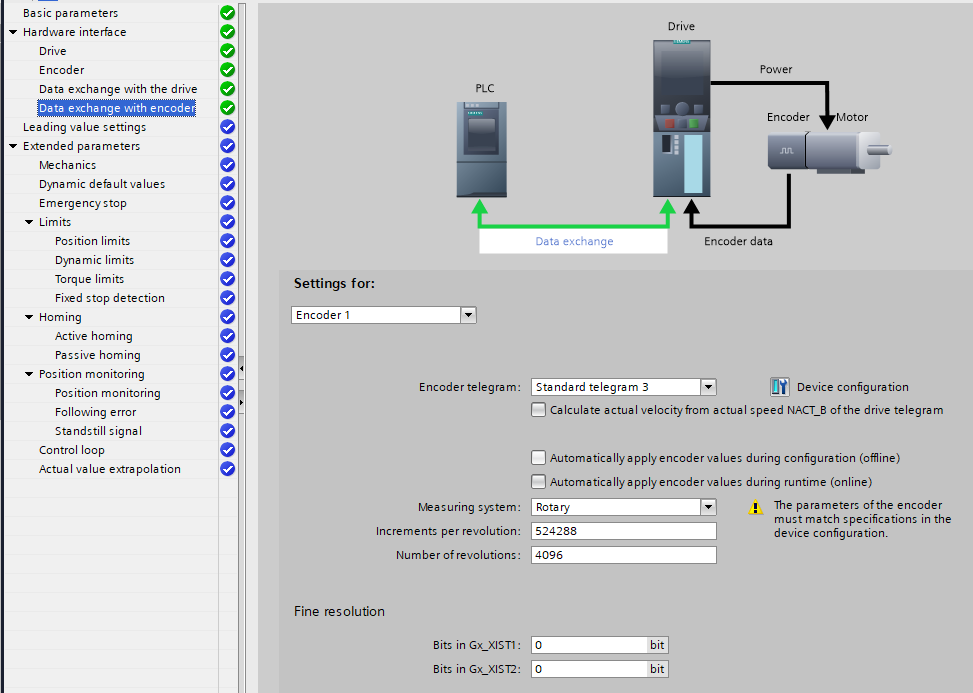 Basic parameters
Hardware interface
Drive
Encoder
Data exchange with the drive
Data exchange with encoder
Leading value settings
Extended parameters
Mechanics
Dynamic default values
Emergency stop
Limits
Position limits
Dynamic limits
Torque limits
Fixed stop detection
Homing
Active homing
Passive homing
Position monitoring
Position monitoring
Following error
Standstill signal
Control loop
Actual value extrapolation
Drive
Power
PLC
Encoder
Motor
Data exchange
Encoder data
Settings for:
Encoder 1
Encoder telegram: Standard telegram 3
Device configuration
Calculate actual velocity from actual speed NACT_B of the drive telegram
Automatically apply encoder values during configuration (offline)
Automatically apply encoder values during runtime (online)
Measuring system: Rotary
The parameters of the encoder
must match specifications in the
device configuration.
Increments per revolution: 524288
Number of revolutions: 4096
Fine resolution
Bits in Gx_XIST1: 0 bit
Bits in Gx_XIST2: 0 bit